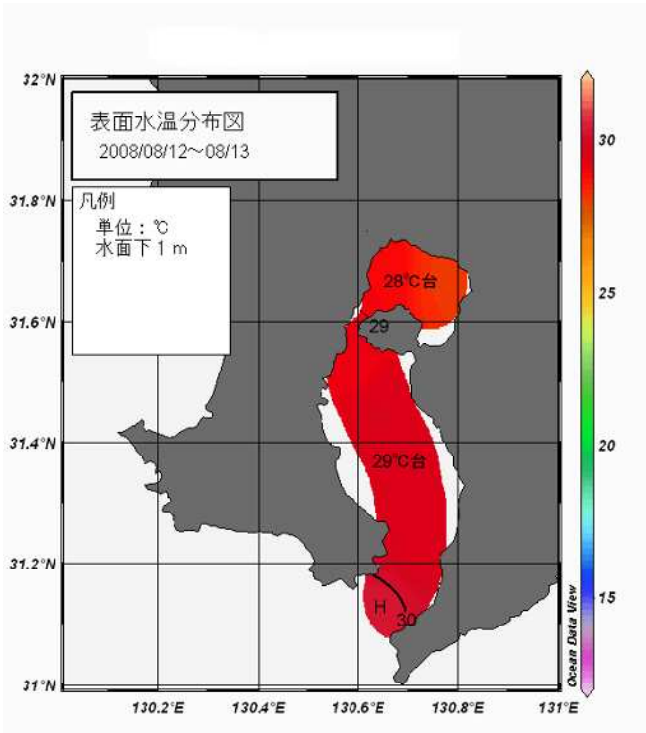 表面水温分布図
2008/08/12～08/13
凡例
単位：℃
水面下１ｍ
32°N
31.8°N
31.6°N
31.4°N
31.2°N
31°N
28℃台
29
29℃台
H
30
130.2°E
130.4°E
130.6°E
130.8°E
131°E
30
25
20
15
Ocean Data View